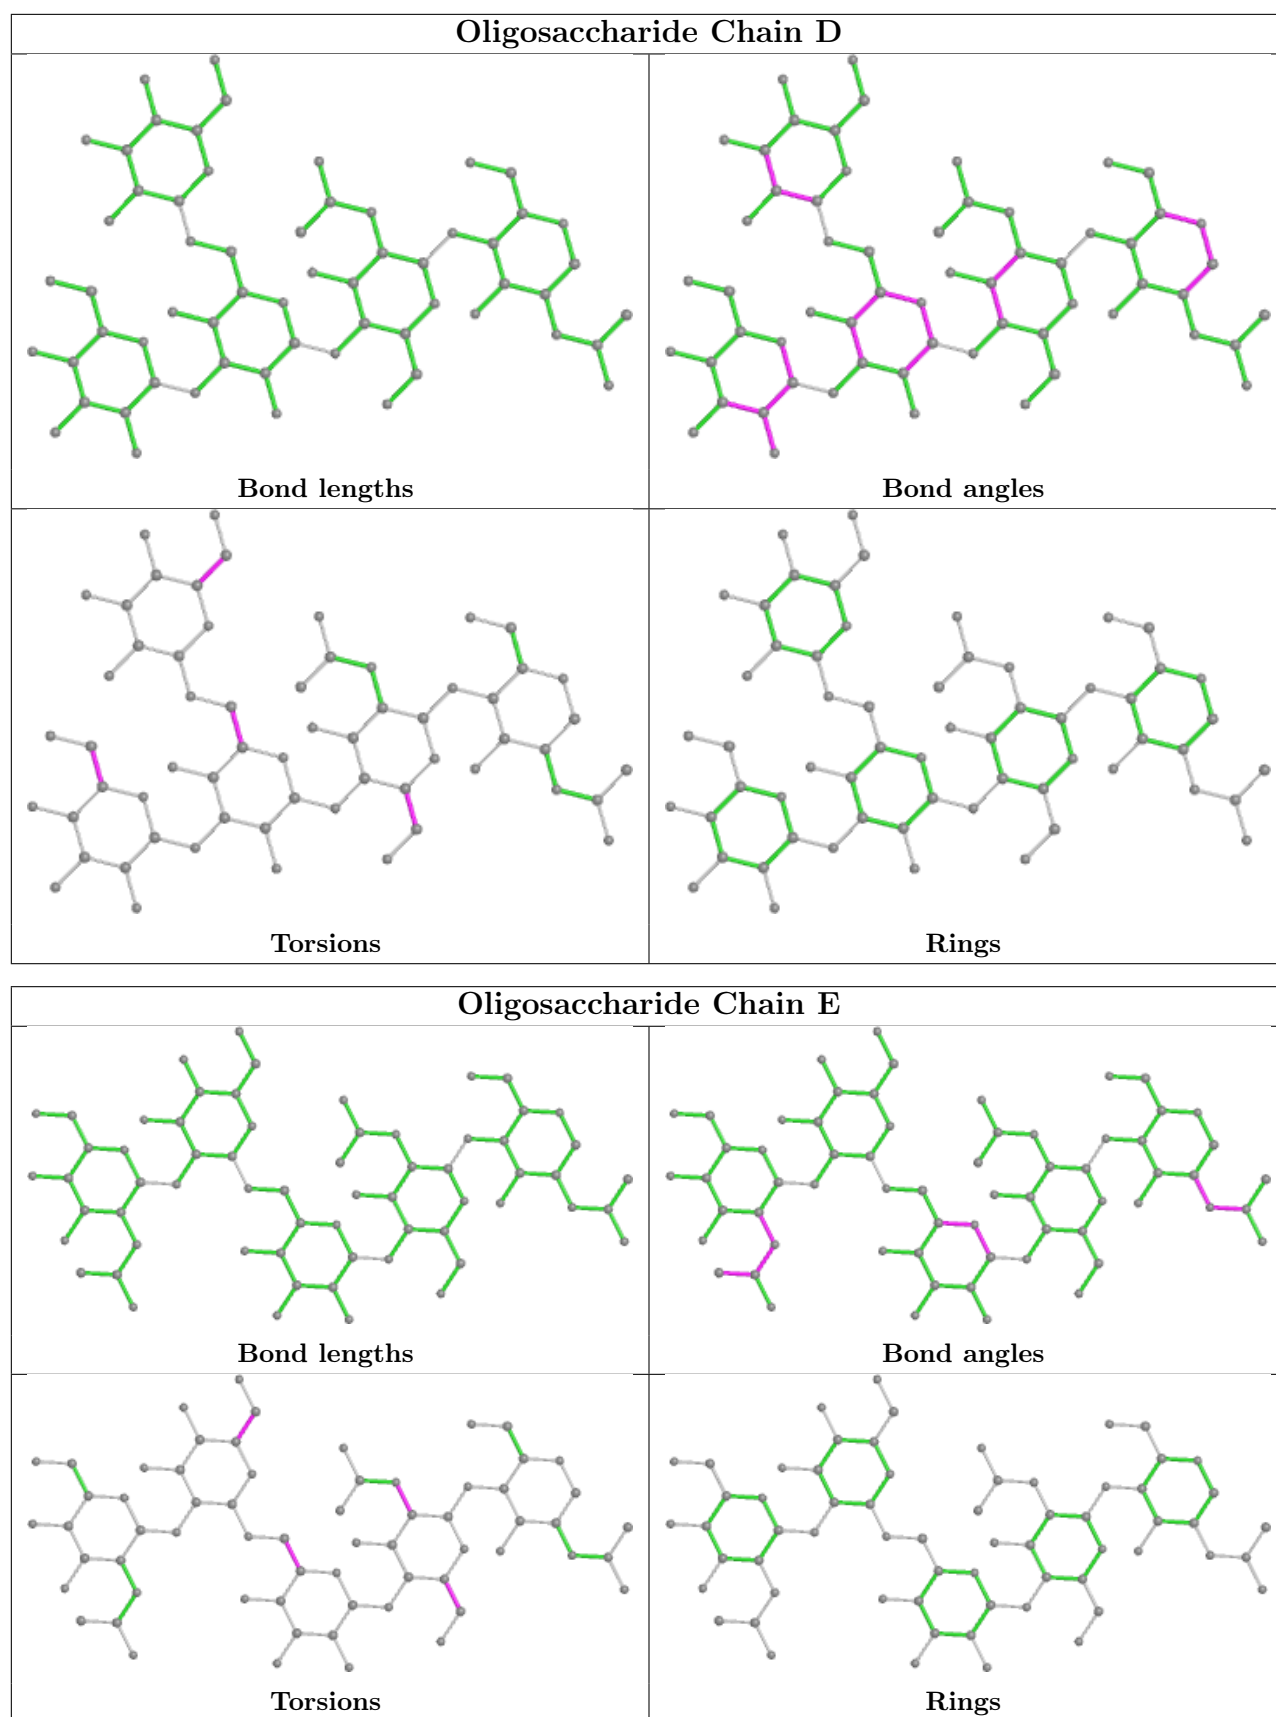 Oligosaccharide Chain D
Bond lengths
Bond angles
Torsions
Rings
Oligosaccharide Chain E
Bond lengths
Bond angles
Torsions
Rings